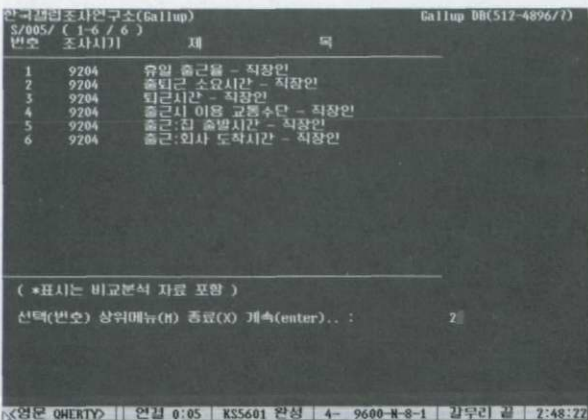 한국갤럽조사연구소(Gallup) Gallup DB(512-4896/7)
S/005/ ( 1-6 / 6 )
번호 조사시기 제 목
1 9204 휴일 출근율 - 직장인
2 9204 출퇴근 소요시간 - 직장인
3 9204 퇴근시간 - 직장인
4 9204 출근시 이용 교통수단 - 직장인
5 9204 출근:집 출발시간 - 직장인
6 9204 출근:회사 도착시간 - 직장인
( *표시는 비교분석 자료 포함 )
선택(번호) 상위메뉴(M) 종료(X) 계속(enter).. : 2
<영문 QWERTY> 연결 0:05 KS5601 완성 4- 9600-N-8-1 갈무리 끝 2:48:27